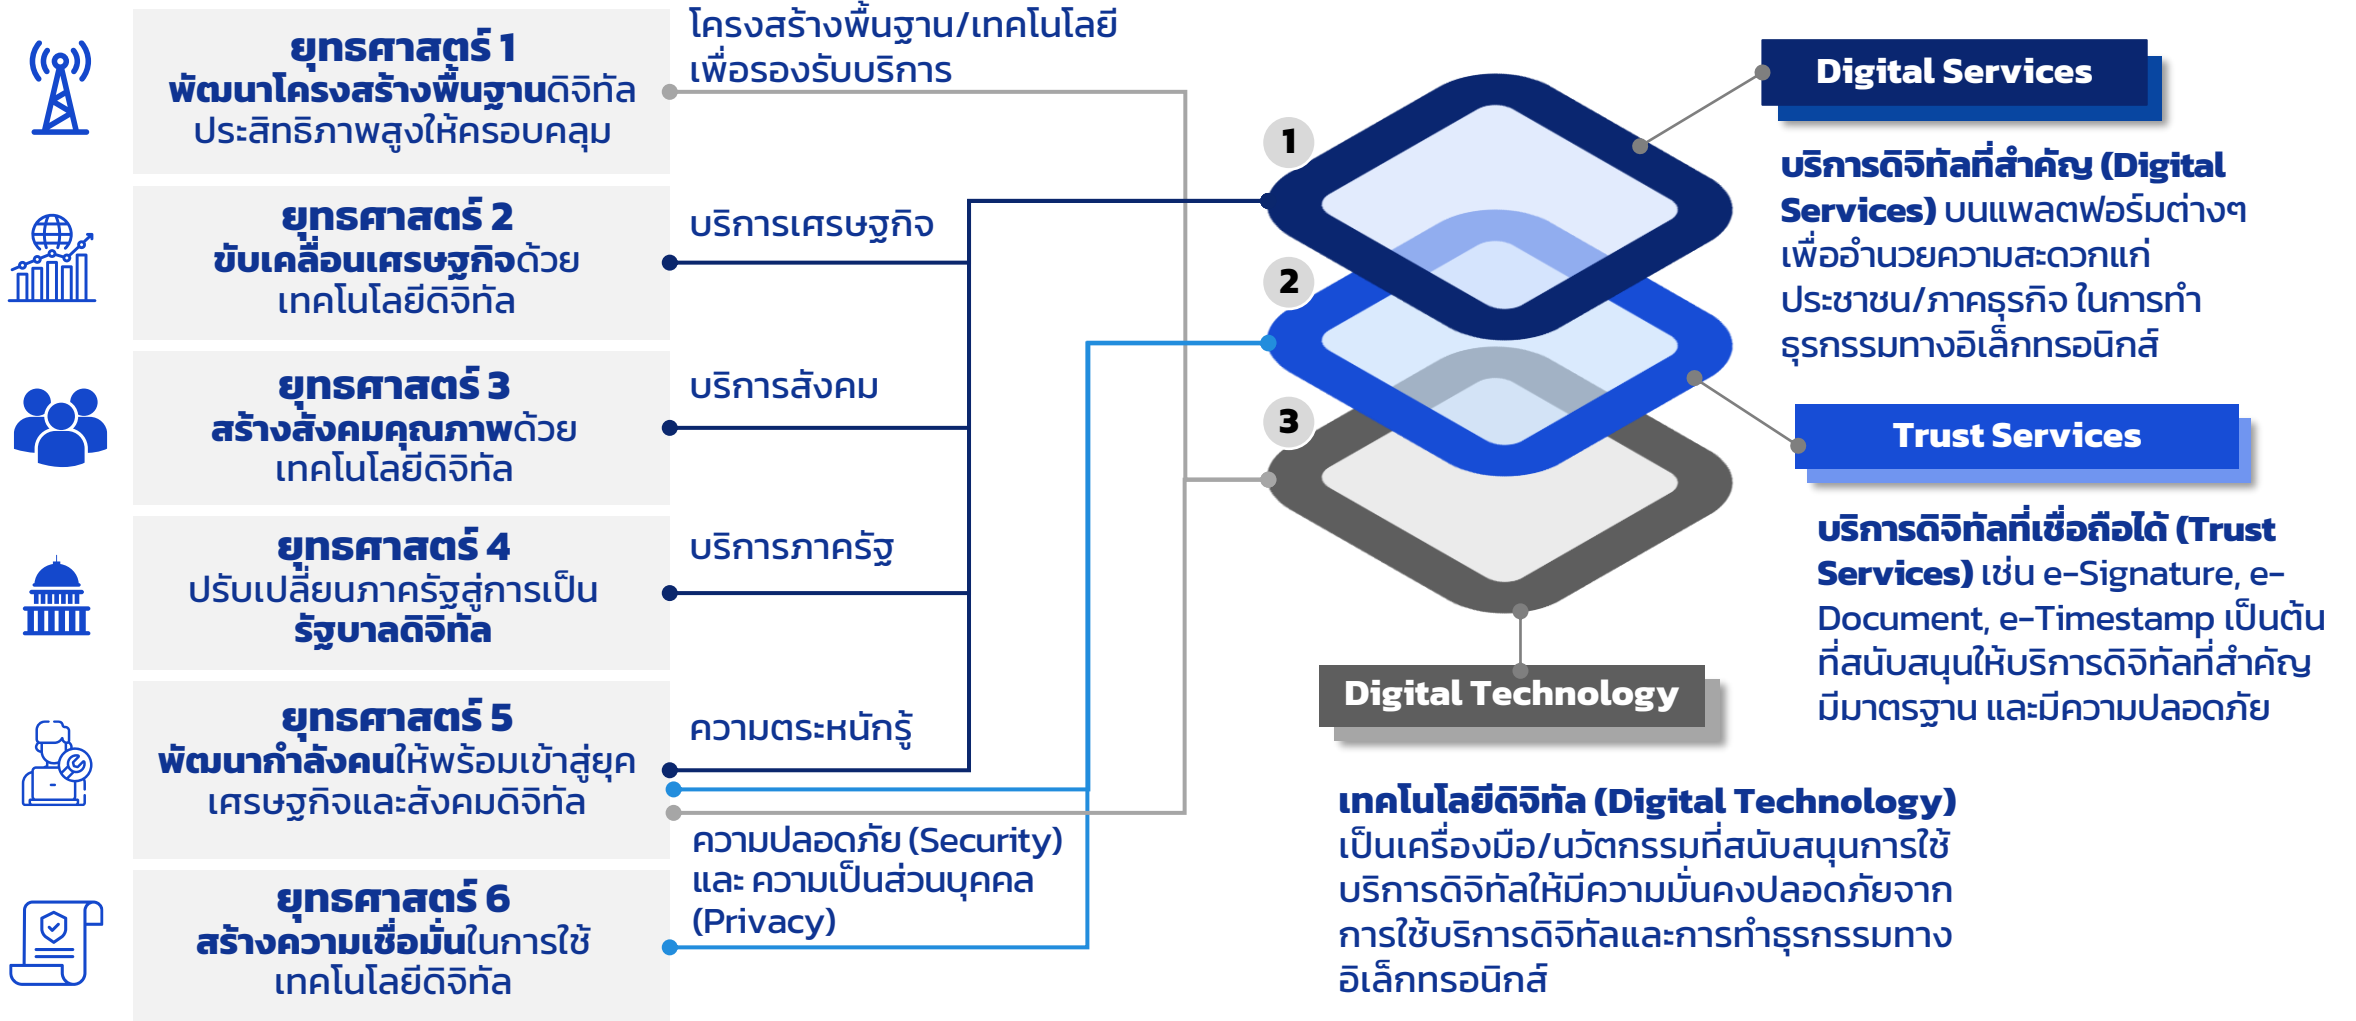 ยุทธศาสตร์ 1
พัฒนาโครงสร้างพื้นฐานดิจิทัล
ประสิทธิภาพสูงให้ครอบคลุม
ยุทธศาสตร์ 2
ขับเคลื่อนเศรษฐกิจด้วย
เทคโนโลยีดิจิทัล
ยุทธศาสตร์ 3
สร้างสังคมคุณภาพด้วย
เทคโนโลยีดิจิทัล
ยุทธศาสตร์ 4
ปรับเปลี่ยนภาครัฐสู่การเป็น
รัฐบาลดิจิทัล
ยุทธศาสตร์ 5
พัฒนากำลังคนให้พร้อมเข้าสู่ยุค
เศรษฐกิจและสังคมดิจิทัล
ยุทธศาสตร์ 6
สร้างความเชื่อมั่นในการใช้
เทคโนโลยีดิจิทัล
โครงสร้างพื้นฐาน/เทคโนโลยี
เพื่อรองรับบริการ
บริการเศรษฐกิจ
บริการสังคม
บริการภาครัฐ
ความตระหนักรู้
ความปลอดภัย (Security)
และ ความเป็นส่วนบุคคล
(Privacy)
1
2
3
Digital Services
บริการดิจิทัลที่สำคัญ (Digital
Services) บนแพลตฟอร์มต่างๆ
เพื่ออำนวยความสะดวกแก่
ประชาชน/ภาคธุรกิจ ในการทำ
ธุรกรรมทางอิเล็กทรอนิกส์
Trust Services
บริการดิจิทัลที่เชื่อถือได้ (Trust
Services) เช่น e-Signature, e-
Document, e-Timestamp เป็นต้น
ที่สนับสนุนให้บริการดิจิทัลที่สำคัญ
มีมาตรฐาน และมีความปลอดภัย
Digital Technology
เทคโนโลยีดิจิทัล (Digital Technology)
เป็นเครื่องมือ/นวัตกรรมที่สนับสนุนการใช้
บริการดิจิทัลให้มีความมั่นคงปลอดภัยจาก
การใช้บริการดิจิทัลและการทำธุรกรรมทาง
อิเล็กทรอนิกส์